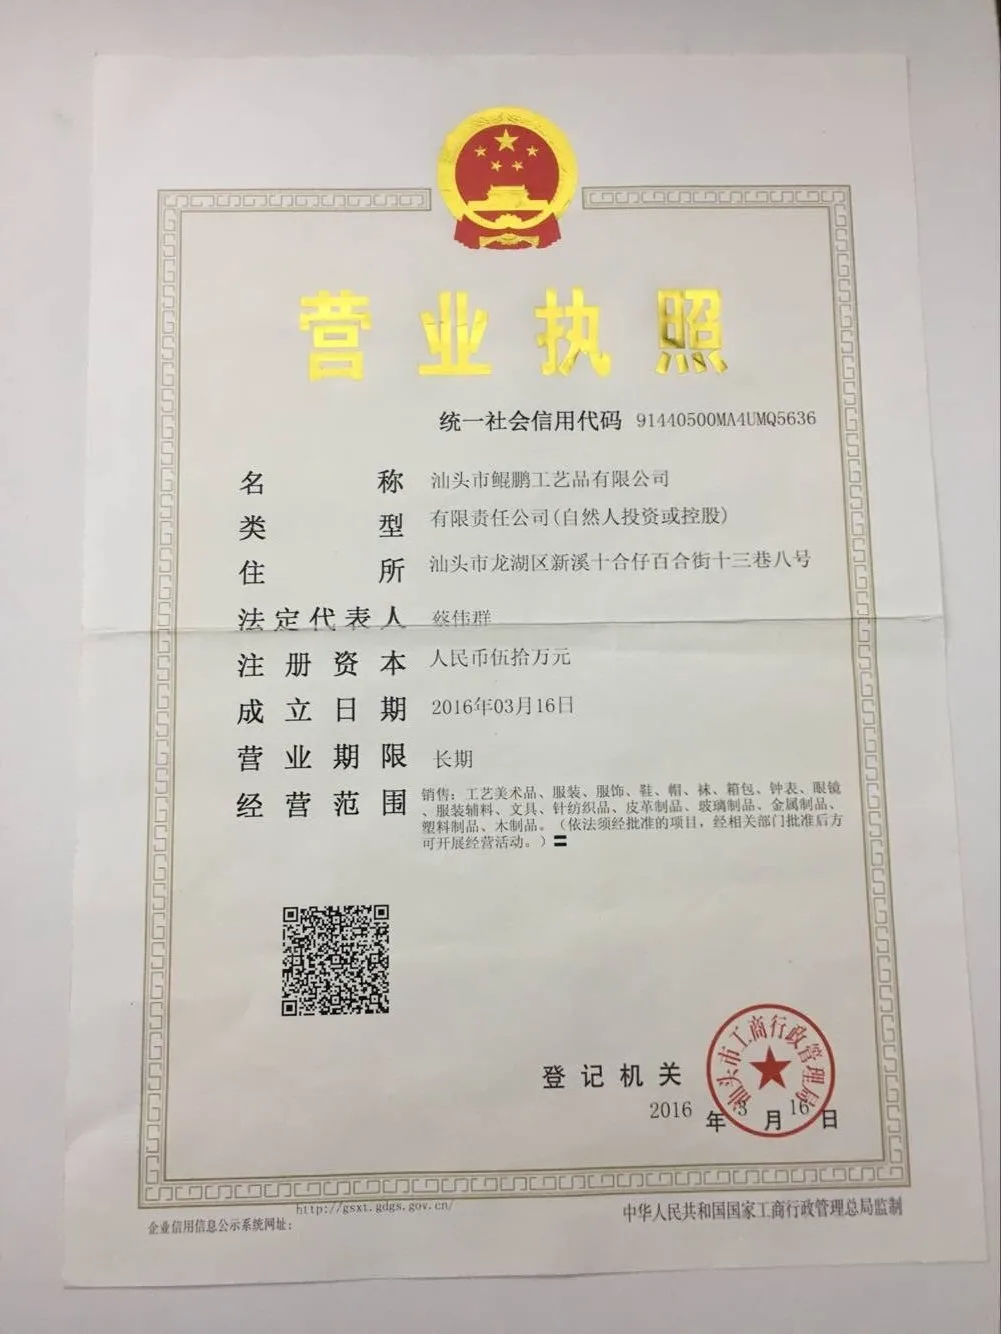 营业执照
统一社会信用代码 91440500MA4UMQ5636
名称 汕头市鲲鹏工艺品有限公司
类型 有限责任公司(自然人投资或控股)
住所 汕头市龙湖区新溪十合仔百合街十三巷八号
法定代表人 蔡伟群
注册资本 人民币伍拾万元
成立日期 2016年03月16日
营业期限 长期
经营范围 销售：工艺美术品、服装、服饰、鞋、帽、袜、箱包、钟表、眼镜
、服装辅料、文具、针纺织品、皮革制品、玻璃制品、金属制品、
塑料制品、木制品。（依法须经批准的项目，经相关部门批准后方
可开展经营活动。）
汕头市工商行政管理局
登记机关
2016年3月16日
http://gsxt.gdgs.gov.cn/
企业信用信息公示系统网址：
中华人民共和国国家工商行政管理总局监制